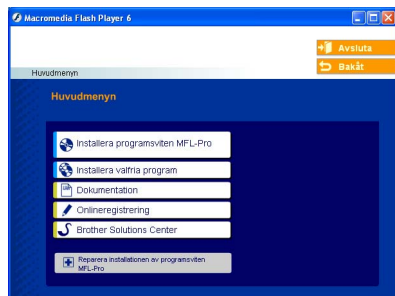 Macromedia Flash Player 6
Avsluta
Bakåt
Huvudmenyn
Huvudmenyn
Installera programsviten MFL-Pro
Installera valfria program
Dokumentation
Onlineregistrering
Brother Solutions Center
Reparera installationen av programsviten
MFL-Pro